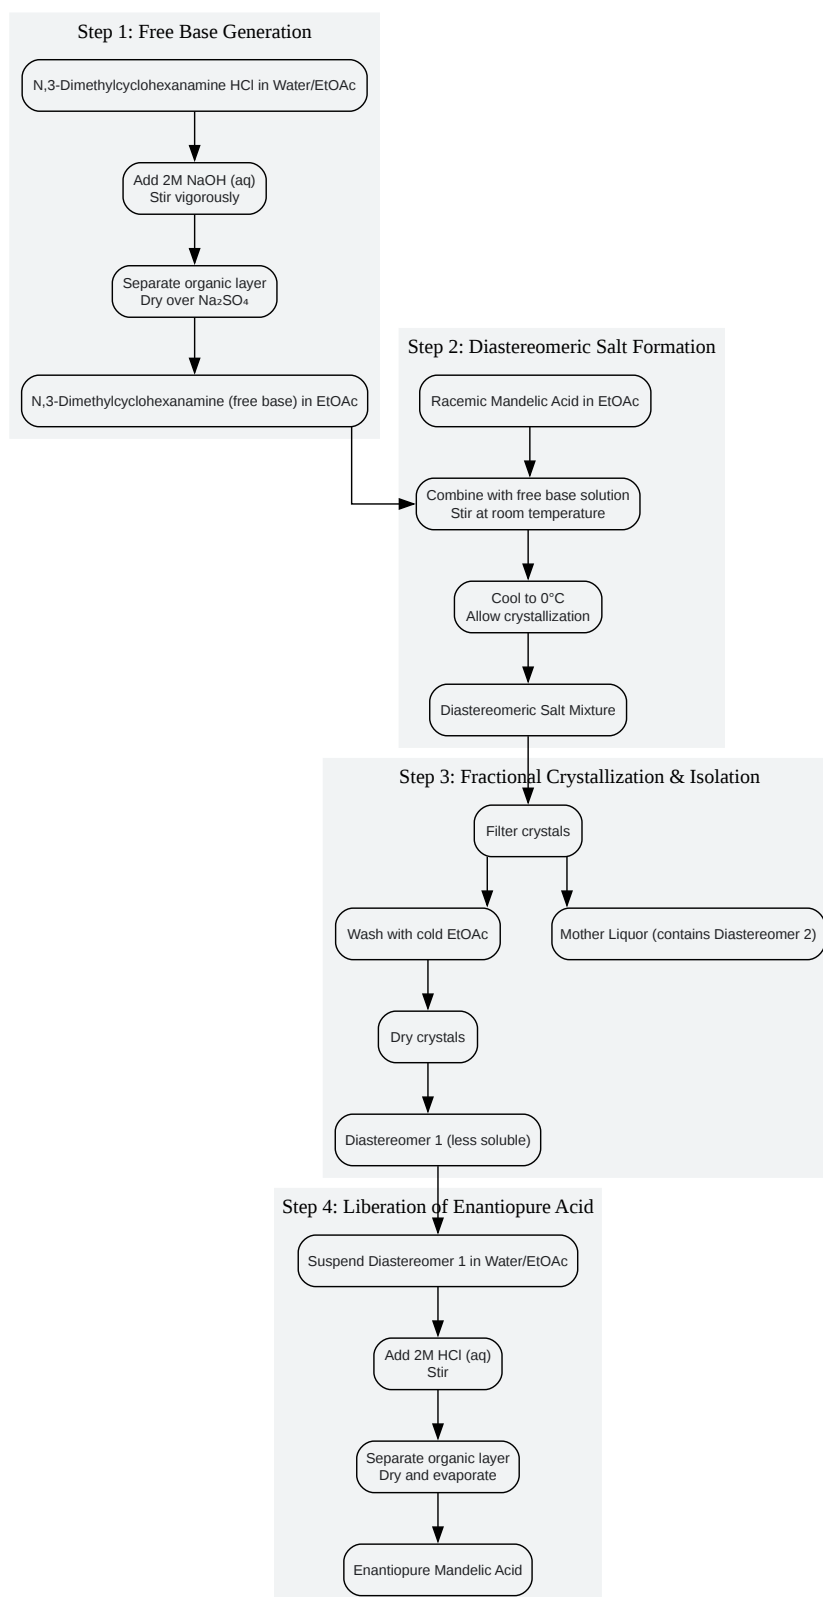 Step 1: Free Base Generation
N,3-Dimethylcyclohexanamine HCl in Water/EtOAc
Add 2M NaOH (aq)
Stir vigorously
Separate organic layer
Dry over Na₂SO₄
N,3-Dimethylcyclohexanamine (free base) in EtOAc
Step 2: Diastereomeric Salt Formation
Racemic Mandelic Acid in EtOAc
Combine with free base solution
Stir at room temperature
Cool to 0°C
Allow crystallization
Diastereomeric Salt Mixture
Step 3: Fractional Crystallization & Isolation
Filter crystals
Wash with cold EtOAc
Mother Liquor (contains Diastereomer 2)
Dry crystals
Diastereomer 1 (less soluble)
Step 4: Liberation of Enantiopure Acid
Suspend Diastereomer 1 in Water/EtOAc
Add 2M HCl (aq)
Stir
Separate organic layer
Dry and evaporate
Enantiopure Mandelic Acid